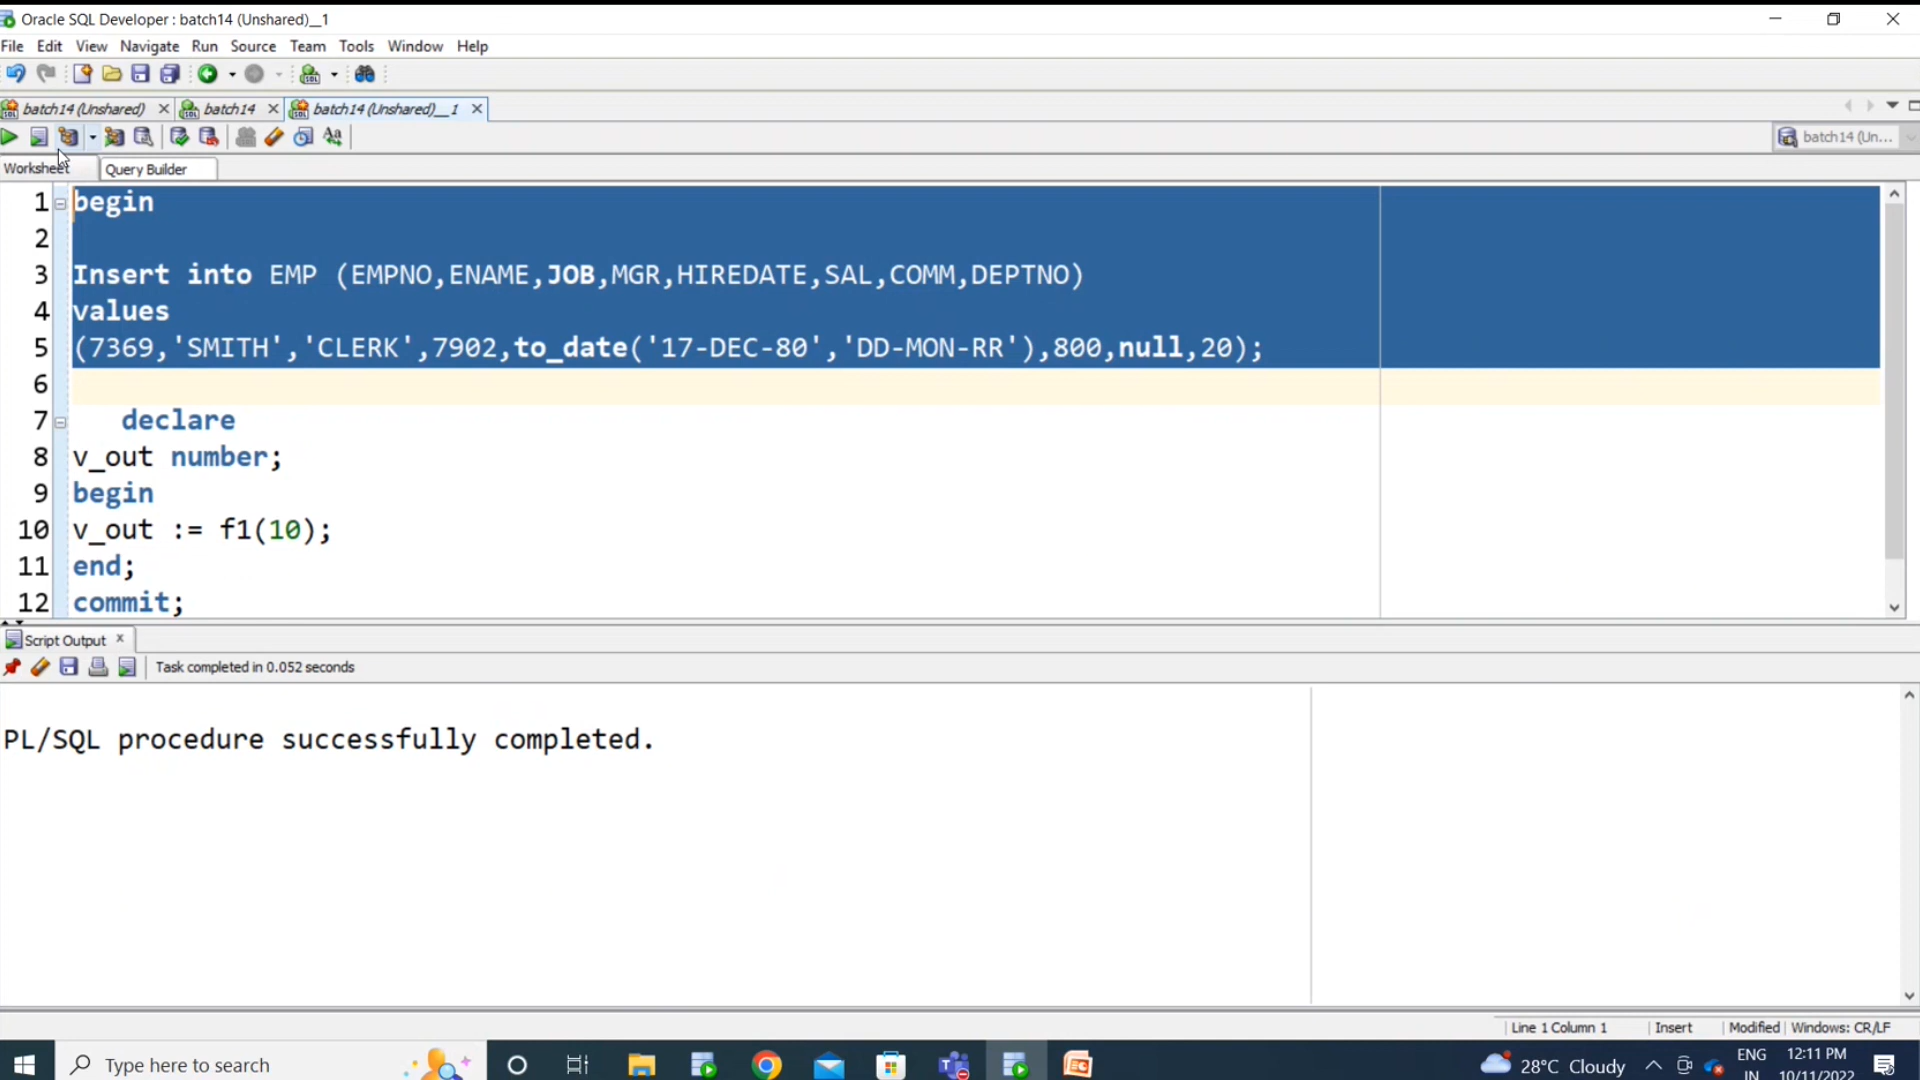 Oracle SQL Developer : batch14 (Unshared)__1
File Edit View Navigate Run Source Team Tools Window Help
batch14 (Unshared) batch14 batch14 (Unshared)__1
batch14 (Un...
Worksheet Query Builder
1 begin
2
3 Insert into EMP (EMPNO,ENAME,JOB,MGR,HIREDATE,SAL,COMM,DEPTNO)
4 values
5 (7369,'SMITH','CLERK',7902,to_date('17-DEC-80','DD-MON-RR'),800,null,20);
6
7 declare
8 v_out number;
9 begin
10 v_out := f1(10);
11 end;
12 commit;
Script Output
Task completed in 0.052 seconds
PL/SQL procedure successfully completed.
Line 1 Column 1 Insert Modified Windows: CR/LF
Type here to search
28°C Cloudy
ENG
IN
12:11 PM
10/11/2022